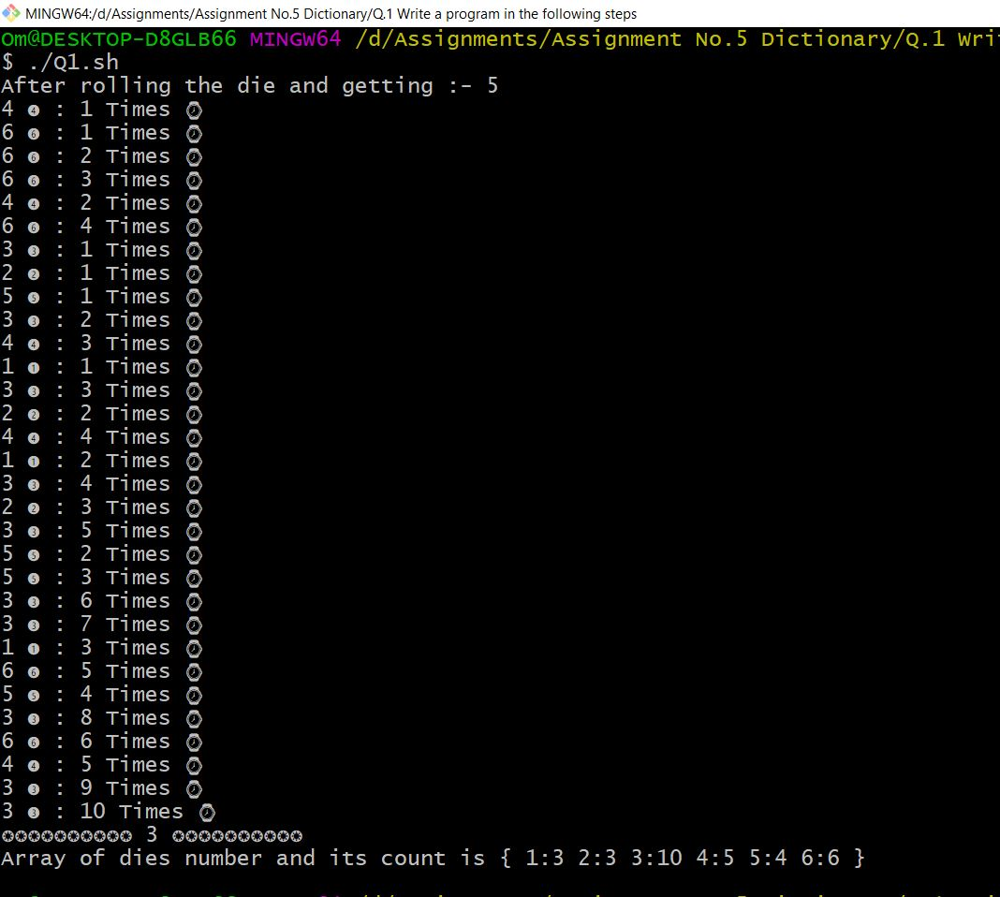 MINGW64:/d/Assignments/Assignment No.5 Dictionary/Q.1 Write a program in the following steps
Om@DESKTOP-D8GLB66 MINGW64 /d/Assignments/Assignment No.5 Dictionary/Q.1 Wri
$ ./Q1.sh
After rolling the die and getting :- 5
4 ❹ : 1 Times ⌚
6 ❻ : 1 Times ⌚
6 ❻ : 2 Times ⌚
6 ❻ : 3 Times ⌚
4 ❹ : 2 Times ⌚
6 ❻ : 4 Times ⌚
3 ❸ : 1 Times ⌚
2 ❷ : 1 Times ⌚
5 ❺ : 1 Times ⌚
3 ❸ : 2 Times ⌚
4 ❹ : 3 Times ⌚
1 ❶ : 1 Times ⌚
3 ❸ : 3 Times ⌚
2 ❷ : 2 Times ⌚
4 ❹ : 4 Times ⌚
1 ❶ : 2 Times ⌚
3 ❸ : 4 Times ⌚
2 ❷ : 3 Times ⌚
3 ❸ : 5 Times ⌚
5 ❺ : 2 Times ⌚
5 ❺ : 3 Times ⌚
3 ❸ : 6 Times ⌚
3 ❸ : 7 Times ⌚
1 ❶ : 3 Times ⌚
6 ❻ : 5 Times ⌚
5 ❺ : 4 Times ⌚
3 ❸ : 8 Times ⌚
6 ❻ : 6 Times ⌚
4 ❹ : 5 Times ⌚
3 ❸ : 9 Times ⌚
3 ❸ : 10 Times ⌚
❊❊❊❊❊❊❊❊❊❊ 3 ❊❊❊❊❊❊❊❊❊❊
Array of dies number and its count is { 1:3 2:3 3:10 4:5 5:4 6:6 }